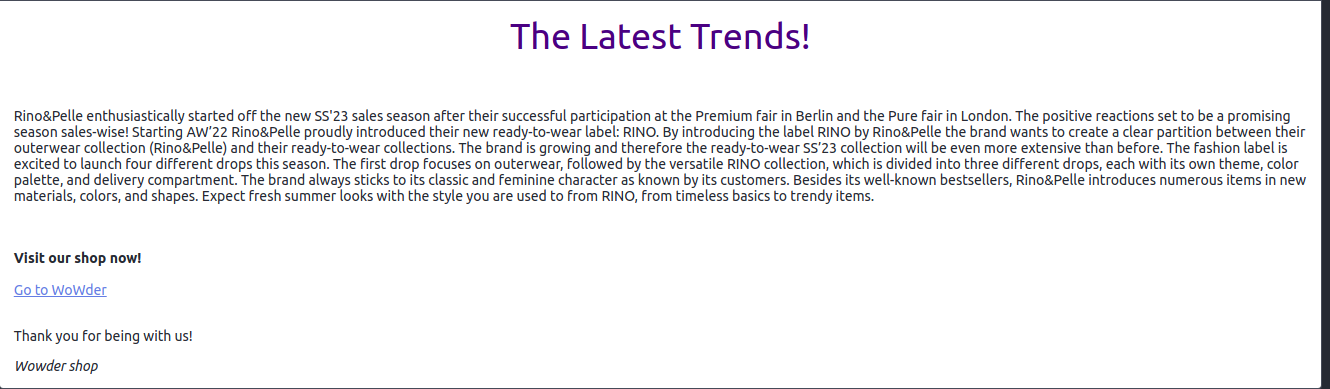 The Latest Trends!
Rino&Pelle enthusiastically started off the new SS'23 sales season after their successful participation at the Premium fair in Berlin and the Pure fair in London. The positive reactions set to be a promising
season sales-wise! Starting AW’22 Rino&Pelle proudly introduced their new ready-to-wear label: RINO. By introducing the label RINO by Rino&Pelle the brand wants to create a clear partition between their
outerwear collection (Rino&Pelle) and their ready-to-wear collections. The brand is growing and therefore the ready-to-wear SS’23 collection will be even more extensive than before. The fashion label is
excited to launch four different drops this season. The first drop focuses on outerwear, followed by the versatile RINO collection, which is divided into three different drops, each with its own theme, color
palette, and delivery compartment. The brand always sticks to its classic and feminine character as known by its customers. Besides its well-known bestsellers, Rino&Pelle introduces numerous items in new
materials, colors, and shapes. Expect fresh summer looks with the style you are used to from RINO, from timeless basics to trendy items.
Visit our shop now!
Go to WoWder
Thank you for being with us!
Wowder shop